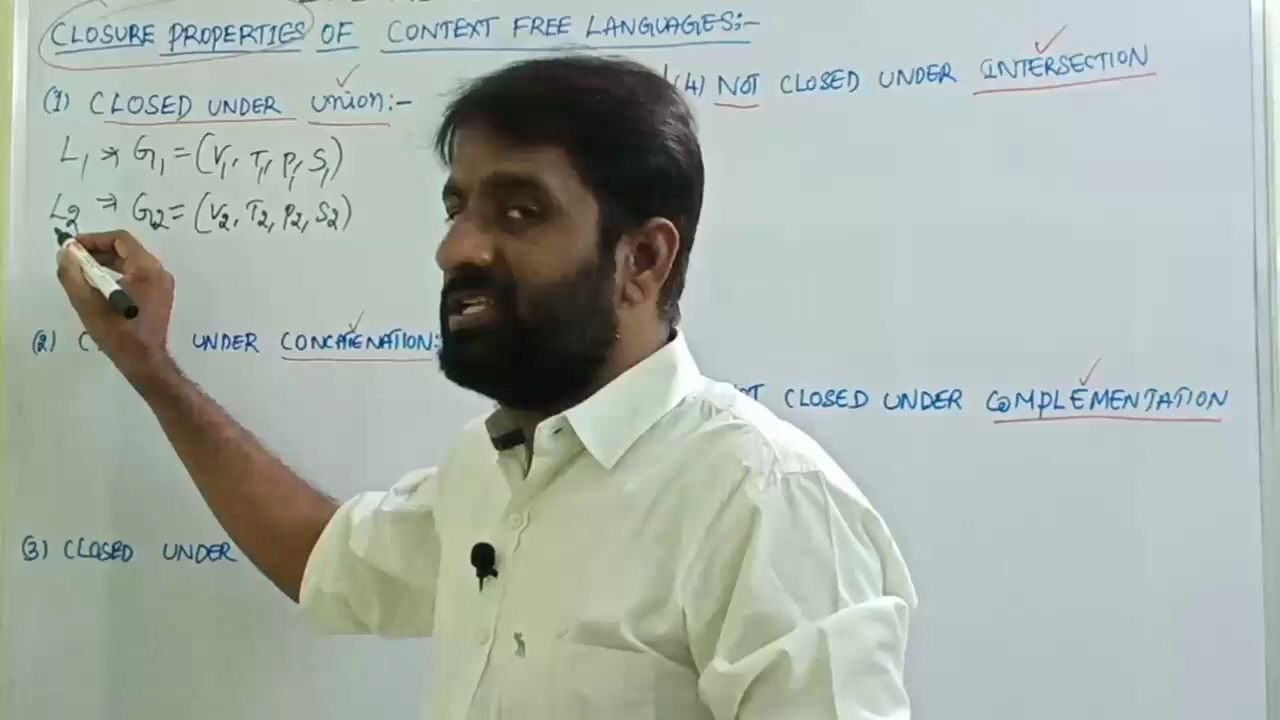 CLOSURE PROPERTIES OF CONTEXT FREE LANGUAGES:-
(1) CLOSED UNDER UNION:-
L1 ⇒ G1 = (V1, T1, P1, S1)
L2 ⇒ G2 = (V2, T2, P2, S2)
(2) UNDER CONCATENATION:
(3) CLOSED UNDER
(4) NOT CLOSED UNDER INTERSECTION
CLOSED UNDER COMPLEMENTATION